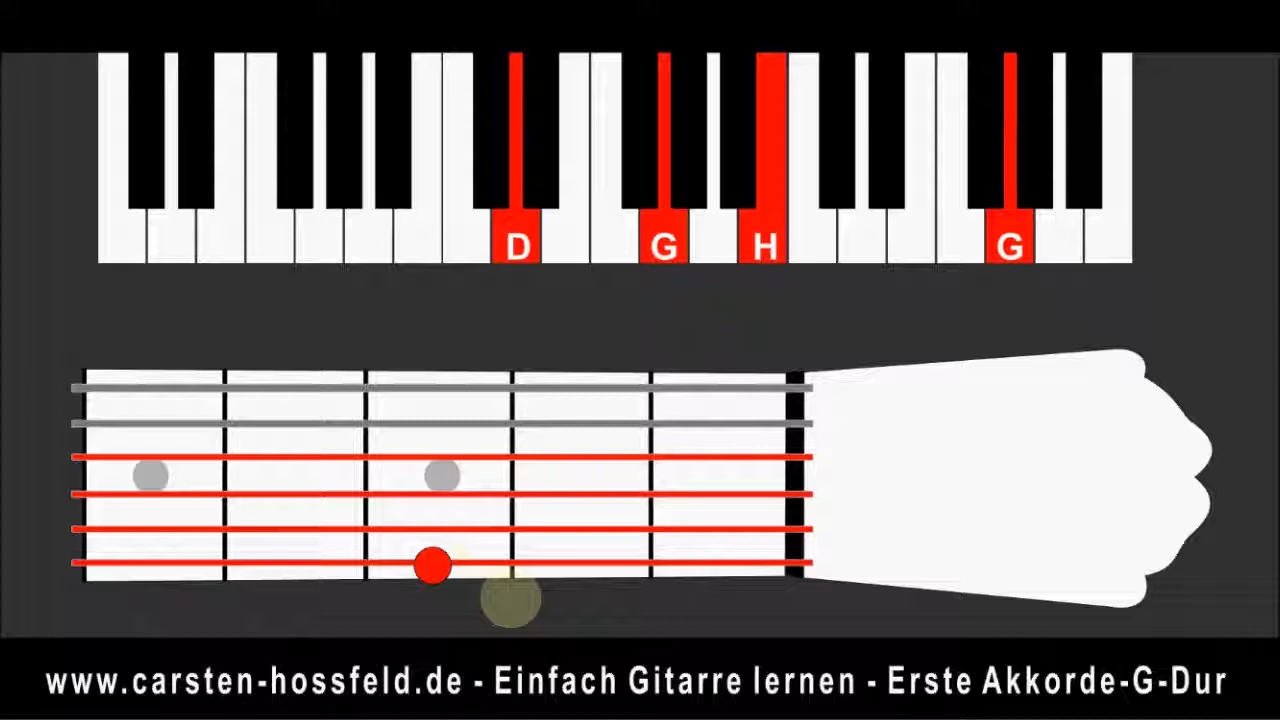 D G H G
www.carsten-hossfeld.de - Einfach Gitarre lernen - Erste Akkorde-G-Dur